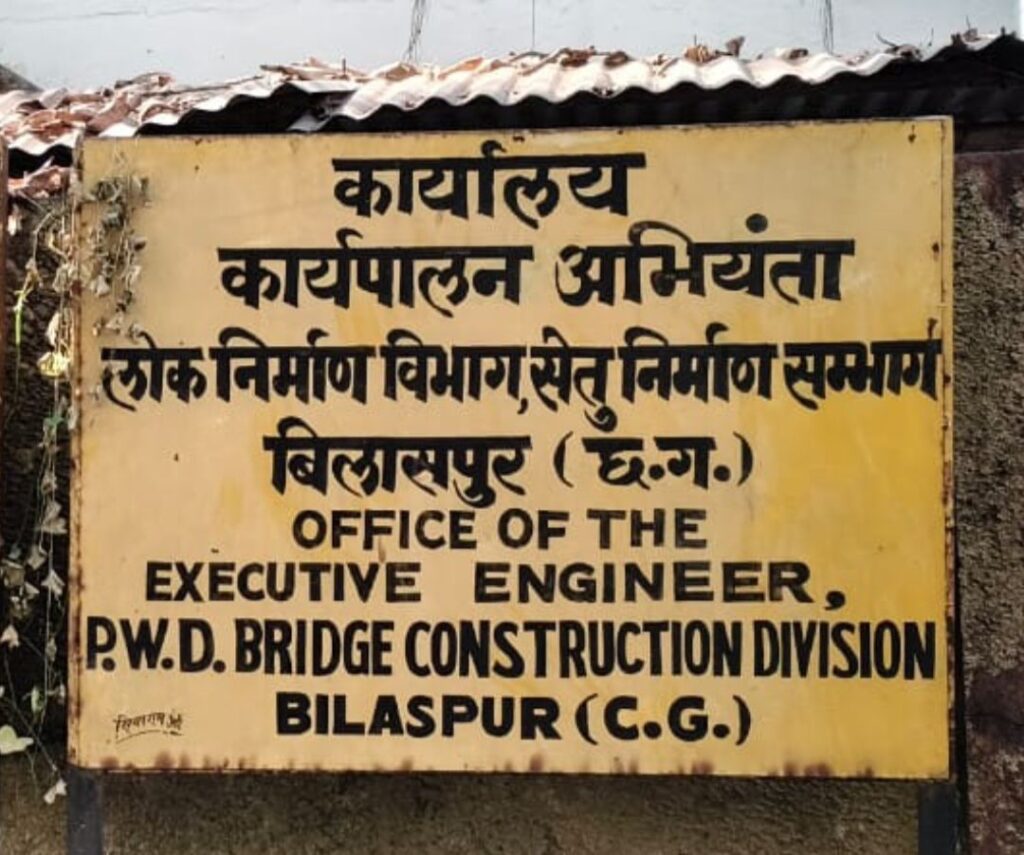 कार्यालय
कार्यपालन अभियंता
लोक निर्माण विभाग,सेतु निर्माण सम्भाग
बिलासपुर (छ.ग.)
OFFICE OF THE
EXECUTIVE ENGINEER,
P.W.D. BRIDGE CONSTRUCTION DIVISION
BILASPUR (C.G.)